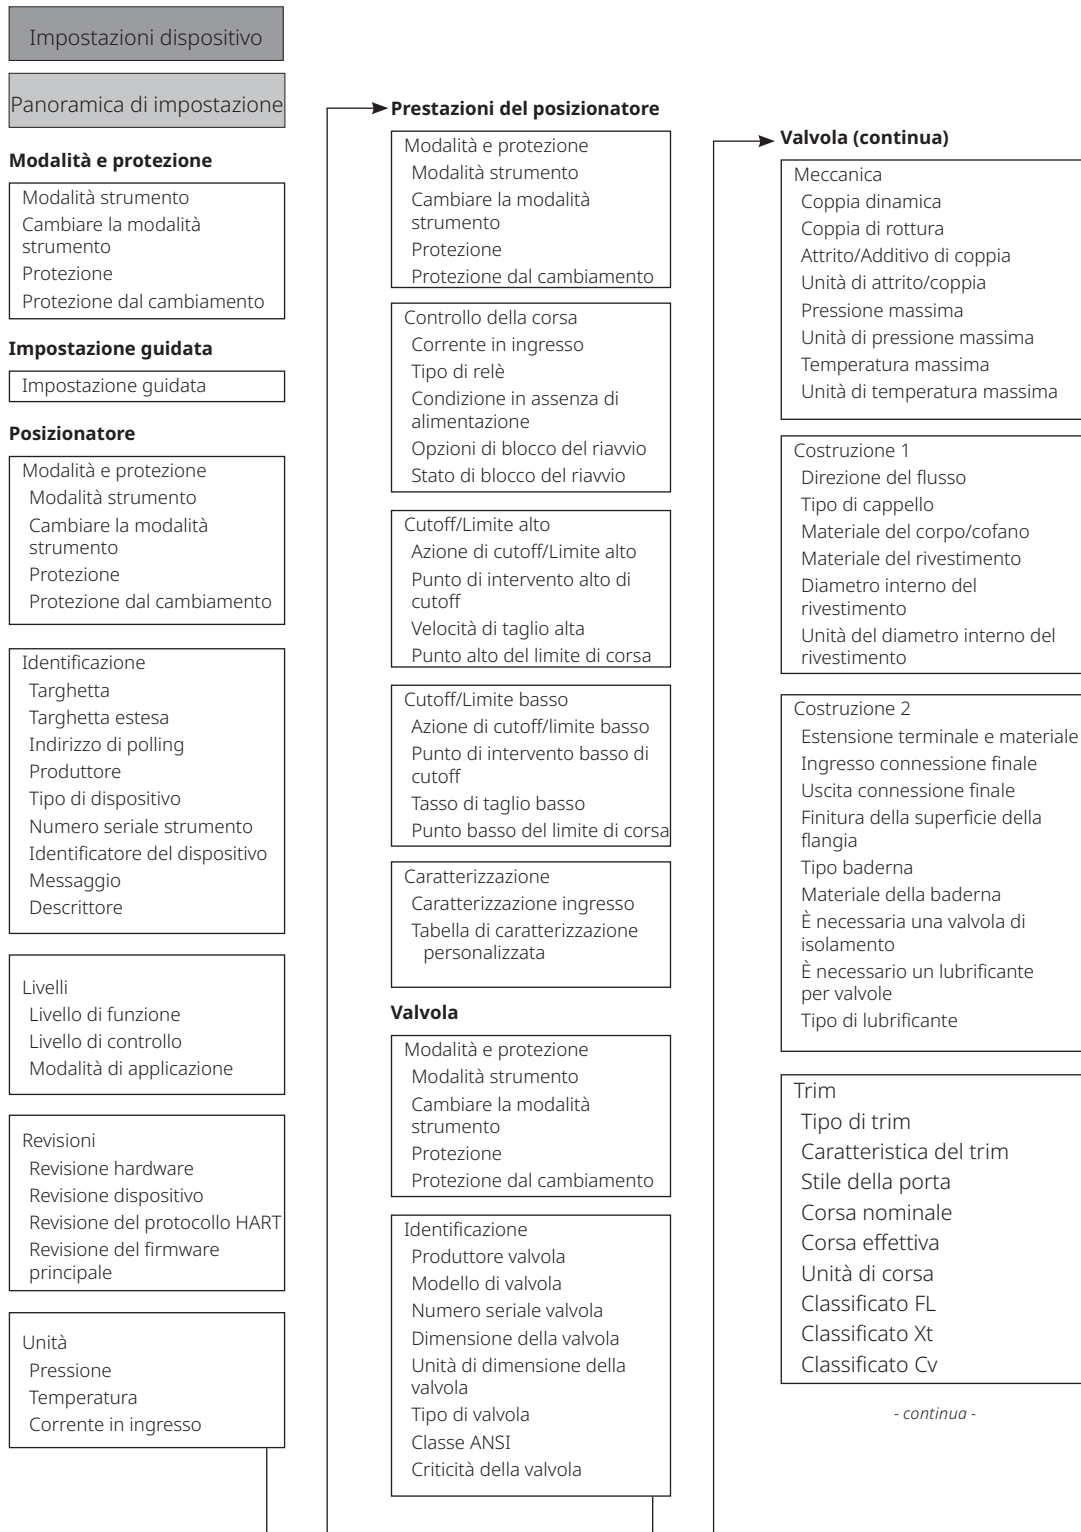 Impostazioni dispositivo
Panoramica di impostazione
Modalità e protezione
Modalità strumento
Cambiare la modalità
strumento
Protezione
Protezione dal cambiamento
Impostazione guidata
Impostazione guidata
Posizionatore
Modalità e protezione
Modalità strumento
Cambiare la modalità
strumento
Protezione
Protezione dal cambiamento
Identificazione
Targhetta
Targhetta estesa
Indirizzo di polling
Produttore
Tipo di dispositivo
Numero seriale strumento
Identificatore del dispositivo
Messaggio
Descrittore
Livelli
Livello di funzione
Livello di controllo
Modalità di applicazione
Revisioni
Revisione hardware
Revisione dispositivo
Revisione del protocollo HART
Revisione del firmware
principale
Unità
Pressione
Temperatura
Corrente in ingresso
Prestazioni del posizionatore
Modalità e protezione
Modalità strumento
Cambiare la modalità
strumento
Protezione
Protezione dal cambiamento
Controllo della corsa
Corrente in ingresso
Tipo di relè
Condizione in assenza di
alimentazione
Opzioni di blocco del riavvio
Stato di blocco del riavvio
Cutoff/Limite alto
Azione di cutoff/Limite alto
Punto di intervento alto di
cutoff
Velocità di taglio alta
Punto alto del limite di corsa
Cutoff/Limite basso
Azione di cutoff/limite basso
Punto di intervento basso di
cutoff
Tasso di taglio basso
Punto basso del limite di corsa
Caratterizzazione
Caratterizzazione ingresso
Tabella di caratterizzazione
personalizzata
Valvola
Modalità e protezione
Modalità strumento
Cambiare la modalità
strumento
Protezione
Protezione dal cambiamento
Identificazione
Produttore valvola
Modello di valvola
Numero seriale valvola
Dimensione della valvola
Unità di dimensione della
valvola
Tipo di valvola
Classe ANSI
Criticità della valvola
Valvola (continua)
Meccanica
Coppia dinamica
Coppia di rottura
Attrito/Additivo di coppia
Unità di attrito/coppia
Pressione massima
Unità di pressione massima
Temperatura massima
Unità di temperatura massima
Costruzione 1
Direzione del flusso
Tipo di cappello
Materiale del corpo/cofano
Materiale del rivestimento
Diametro interno del
rivestimento
Unità del diametro interno del
rivestimento
Costruzione 2
Estensione terminale e materiale
Ingresso connessione finale
Uscita connessione finale
Finitura della superficie della
flangia
Tipo baderna
Materiale della baderna
È necessaria una valvola di
isolamento
È necessario un lubrificante
per valvole
Tipo di lubrificante
Trim
Tipo di trim
Caratteristica del trim
Stile della porta
Corsa nominale
Corsa effettiva
Unità di corsa
Classificato FL
Classificato Xt
Classificato Cv
- continua -